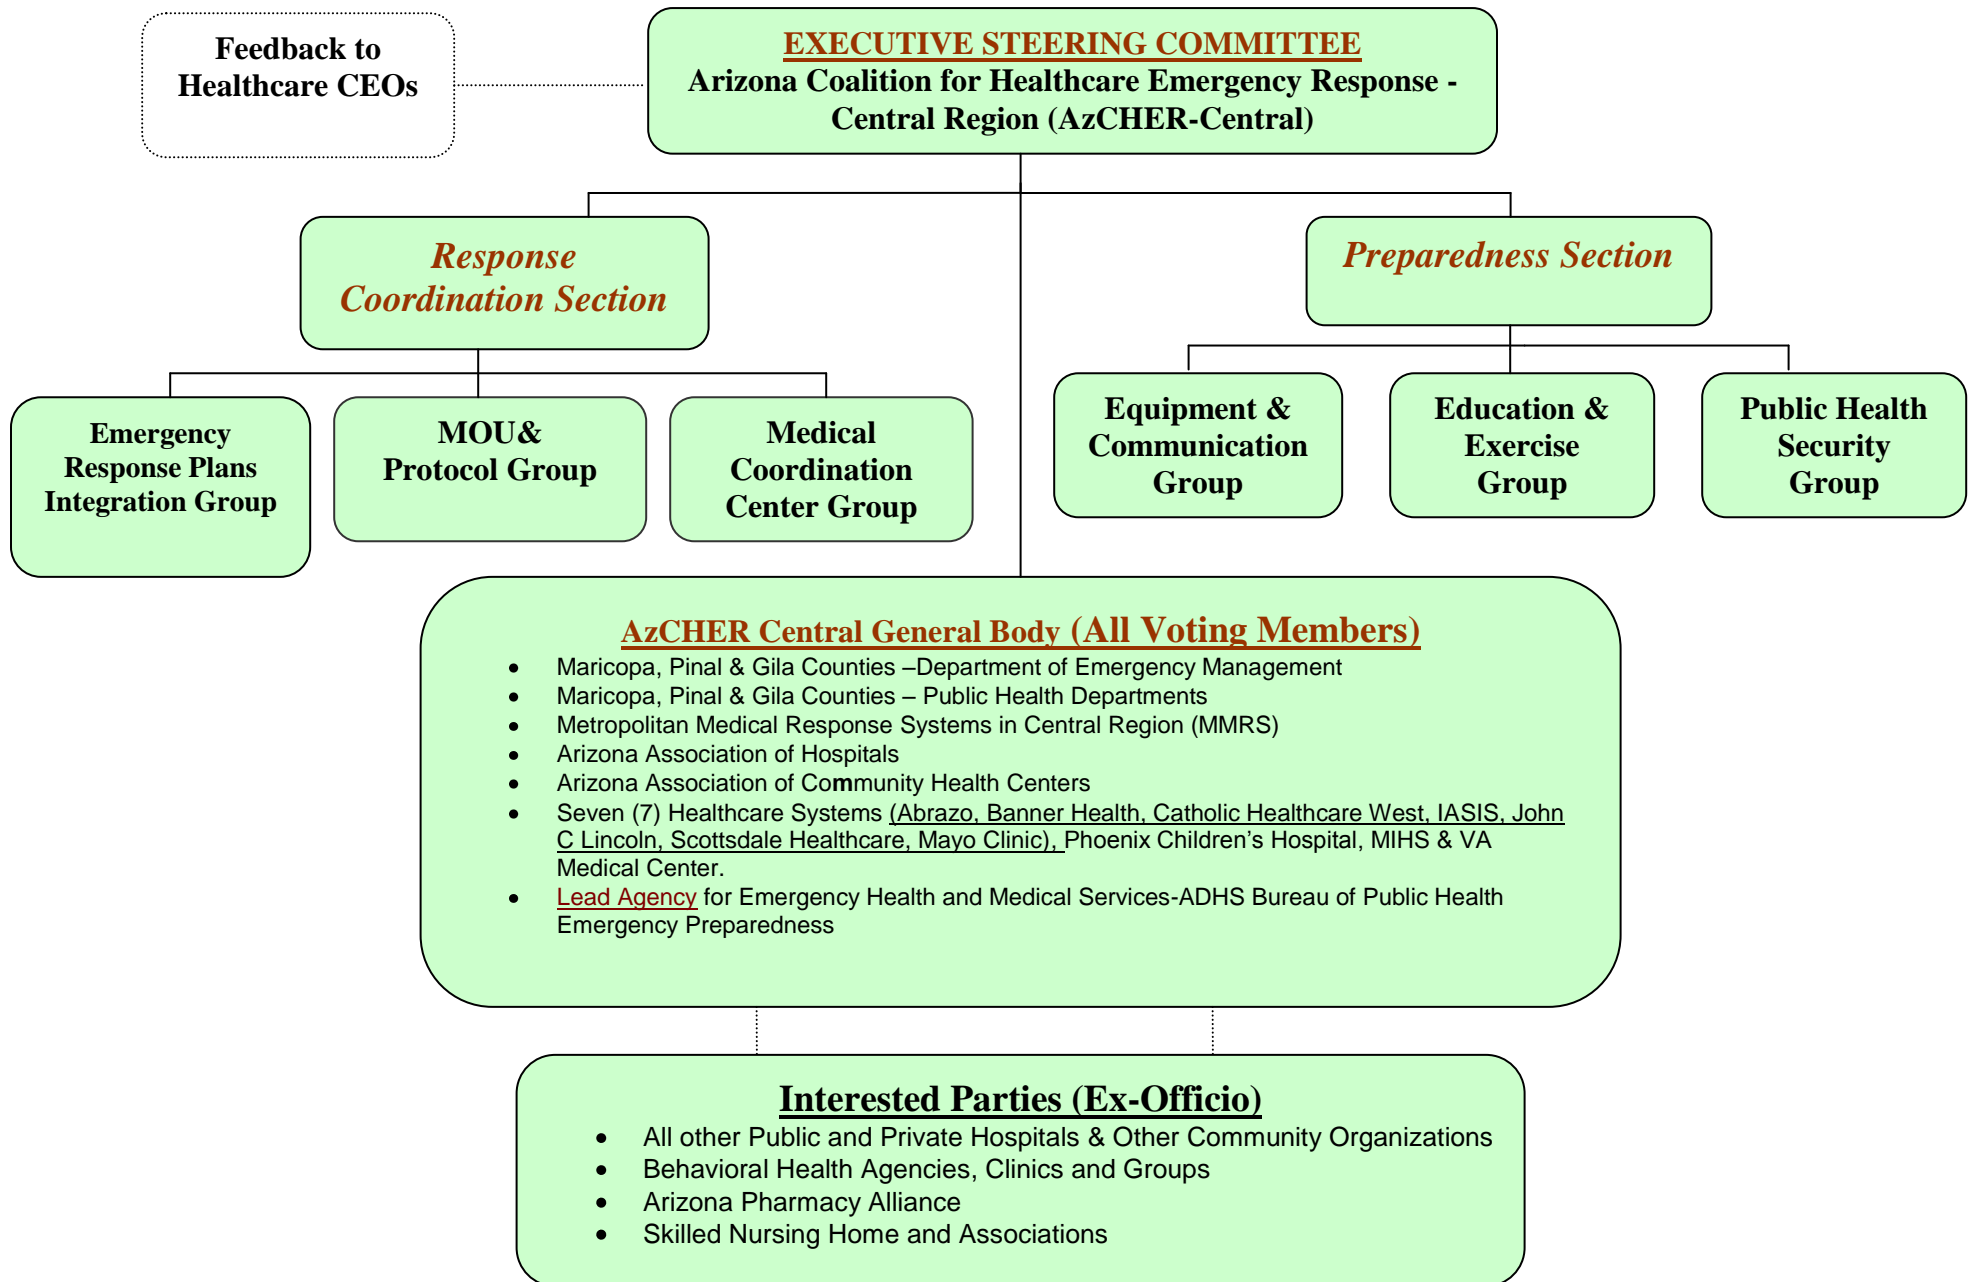 Feedback to
Healthcare CEOs
EXECUTIVE STEERING COMMITTEE
Arizona Coalition for Healthcare Emergency Response -
Central Region (AzCHER-Central)
Response
Coordination Section
Preparedness Section
Emergency
Response Plans
Integration Group
MOU&
Protocol Group
Medical
Coordination
Center Group
Equipment &
Communication
Group
Education &
Exercise
Group
Public Health
Security
Group
AzCHER Central General Body (All Voting Members)
• Maricopa, Pinal & Gila Counties –Department of Emergency Management
• Maricopa, Pinal & Gila Counties – Public Health Departments
• Metropolitan Medical Response Systems in Central Region (MMRS)
• Arizona Association of Hospitals
• Arizona Association of Community Health Centers
• Seven (7) Healthcare Systems (Abrazo, Banner Health, Catholic Healthcare West, IASIS, John
C Lincoln, Scottsdale Healthcare, Mayo Clinic), Phoenix Children’s Hospital, MIHS & VA
Medical Center.
• Lead Agency for Emergency Health and Medical Services-ADHS Bureau of Public Health
Emergency Preparedness
Interested Parties (Ex-Officio)
• All other Public and Private Hospitals & Other Community Organizations
• Behavioral Health Agencies, Clinics and Groups
• Arizona Pharmacy Alliance
• Skilled Nursing Home and Associations